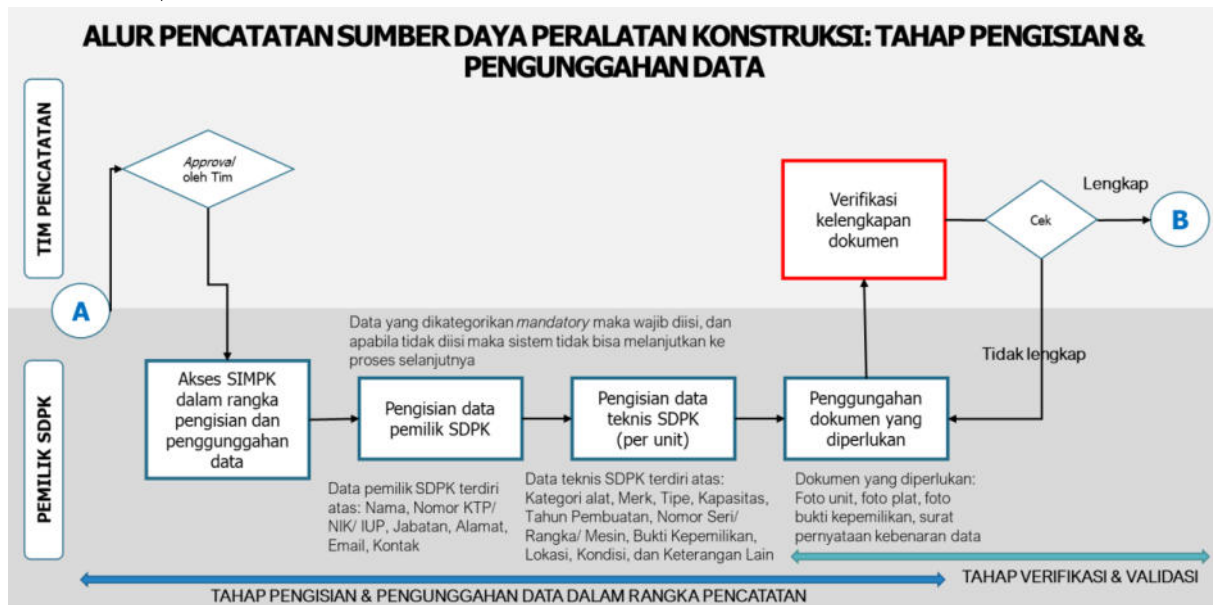 ALUR PENCATATAN SUMBER DAYA PERALATAN KONSTRUKSI: TAHAP PENGISIAN &
PENGUNGGAHAN DATA
TIM PENCATATAN
Approval
oleh Tim
A
Verifikasi
kelengkapan
dokumen
Cek
Lengkap
B
Tidak lengkap
PEMILIK SDPK
Data yang dikategorikan mandatory maka wajib diisi, dan
apabila tidak diisi maka sistem tidak bisa melanjutkan ke
proses selanjutnya
Akses SIMPK
dalam rangka
pengisian dan
penggunggahan
data
Pengisian data
pemilik SDPK
Pengisian data
teknis SDPK
(per unit)
Penggungahan
dokumen yang
diperlukan
Data pemilik SDPK terdiri
atas: Nama, Nomor KTP/
NIK/ IUP, Jabatan, Alamat,
Email, Kontak
Data teknis SDPK terdiri atas:
Kategori alat, Merk, Tipe, Kapasitas,
Tahun Pembuatan, Nomor Seri/
Rangka/ Mesin, Bukti Kepemilikan,
Lokasi, Kondisi, dan Keterangan Lain
Dokumen yang diperlukan:
Foto unit, foto plat, foto
bukti kepemilikan, surat
pernyataan kebenaran data
TAHAP PENGISIAN & PENGUNGGAHAN DATA DALAM RANGKA PENCATATAN
TAHAP VERIFIKASI & VALIDASI